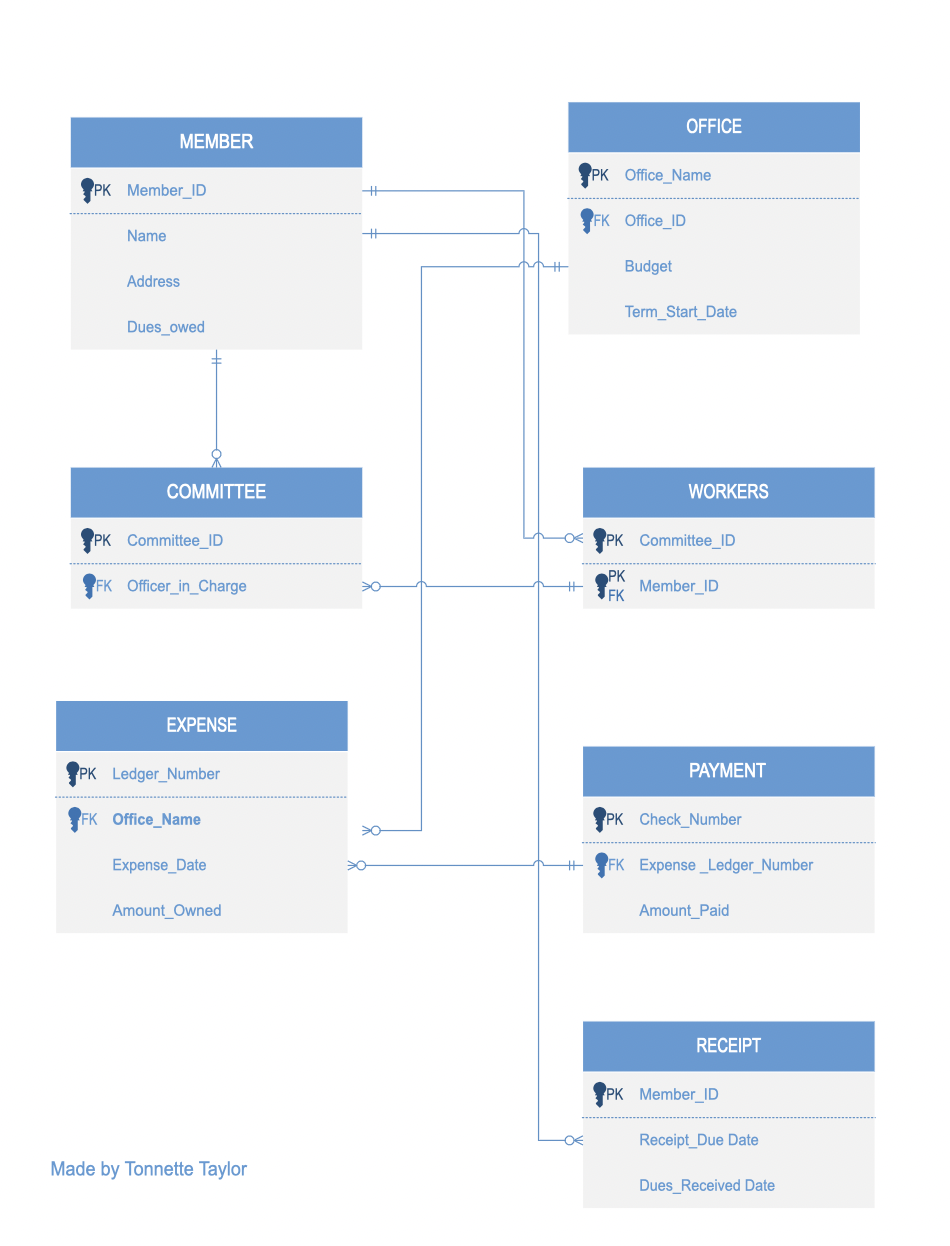 MEMBER
PK Member_ID
Name
Address
Dues_owed
OFFICE
PK Office_Name
FK Office_ID
Budget
Term_Start_Date
COMMITTEE
PK Committee_ID
FK Officer_in_Charge
WORKERS
PK Committee_ID
PK
FK Member_ID
EXPENSE
PK Ledger_Number
FK Office_Name
Expense_Date
Amount_Owned
PAYMENT
PK Check_Number
FK Expense _Ledger_Number
Amount_Paid
RECEIPT
PK Member_ID
Receipt_Due Date
Dues_Received Date
Made by Tonnette Taylor